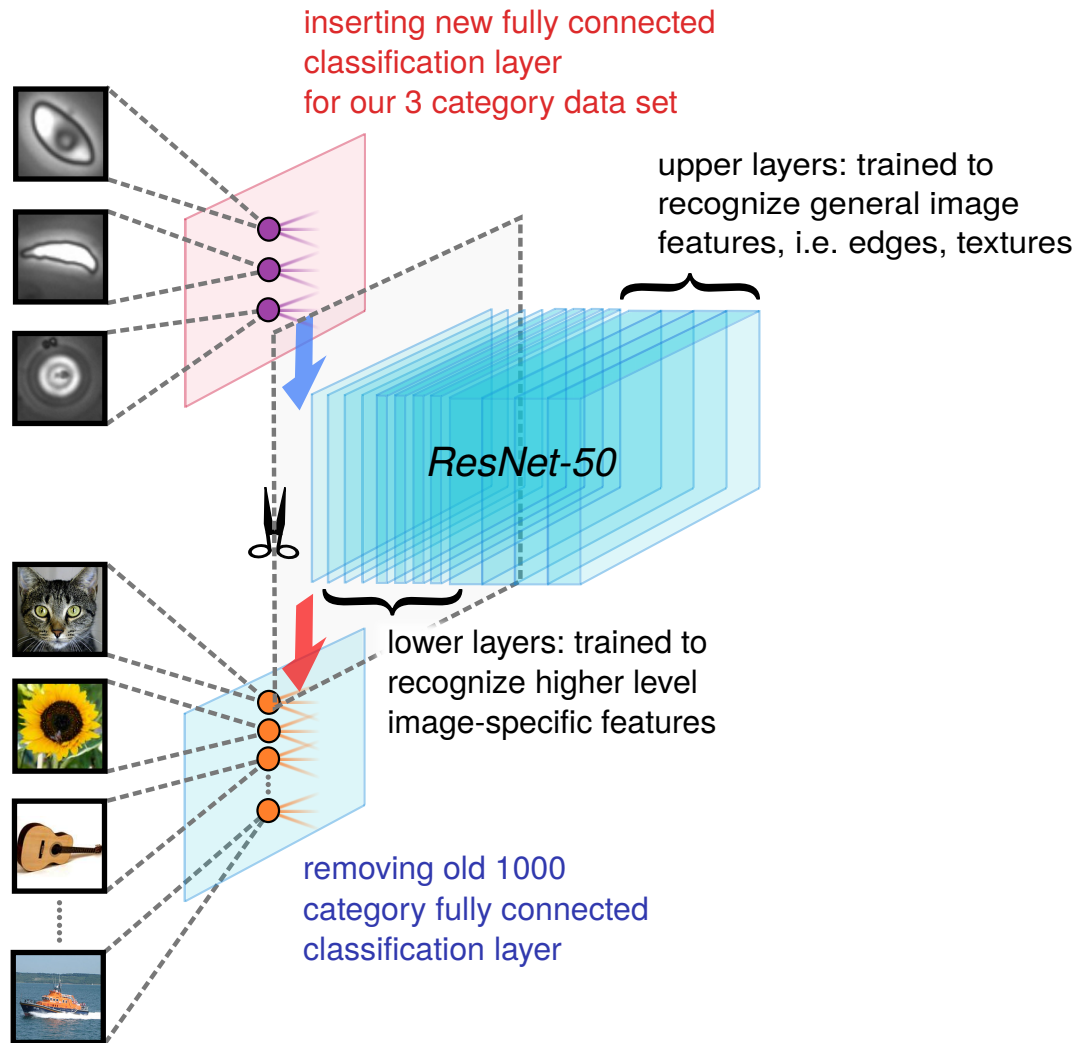 inserting new fully connected
classification layer
for our 3 category data set
upper layers: trained to
recognize general image
features, i.e. edges, textures
ResNet-50
lower layers: trained to
recognize higher level
image-specific features
removing old 1000
category fully connected
classification layer